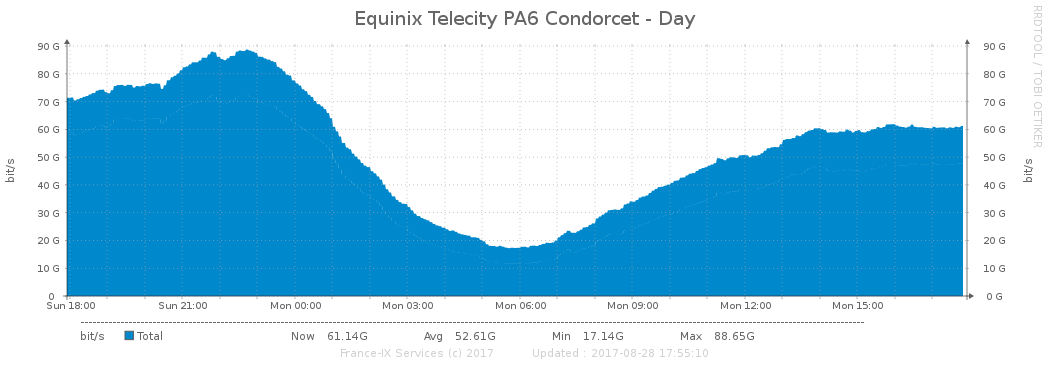 Equinix Telecity PA6 Condorcet - Day
RRDTOOL / TOBI OETIKER
90 G 90 G
80 G 80 G
70 G 70 G
60 G 60 G
50 G 50 G
40 G 40 G
30 G 30 G
20 G 20 G
10 G 10 G
0 0 G
bit/s
bit/s
Sun 18:00 Sun 21:00 Mon 00:00 Mon 03:00 Mon 06:00 Mon 09:00 Mon 12:00 Mon 15:00
bit/s Total Now 61.14G Avg 52.61G Min 17.14G Max 88.65G
France-IX Services (c) 2017 Updated : 2017-08-28 17:55:10